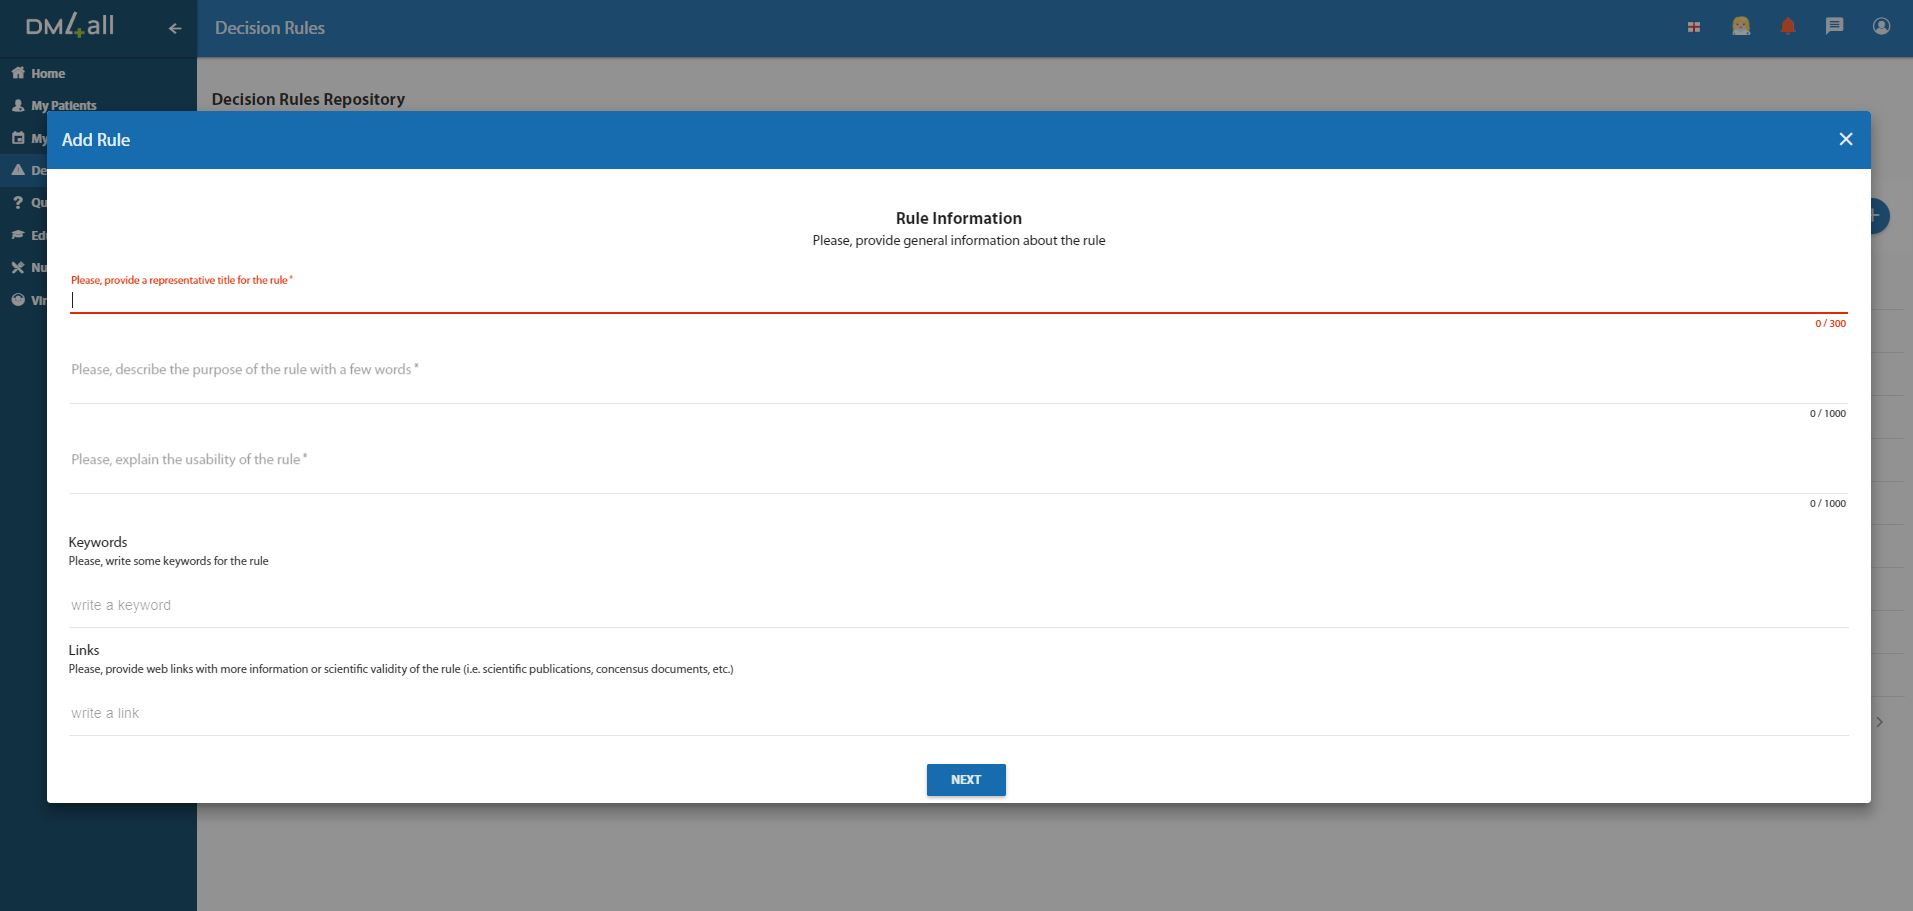 DM4all
Decision Rules
Home
My Patients
My
De
Qu
Edu
Nu
Vir
Decision Rules Repository
Add Rule
Rule Information
Please, provide general information about the rule
Please, provide a representative title for the rule *
0 / 300
Please, describe the purpose of the rule with a few words *
0 / 1000
Please, explain the usability of the rule *
0 / 1000
Keywords
Please, write some keywords for the rule
write a keyword
Links
Please, provide web links with more information or scientific validity of the rule (i.e. scientific publications, concensus documents, etc.)
write a link
NEXT